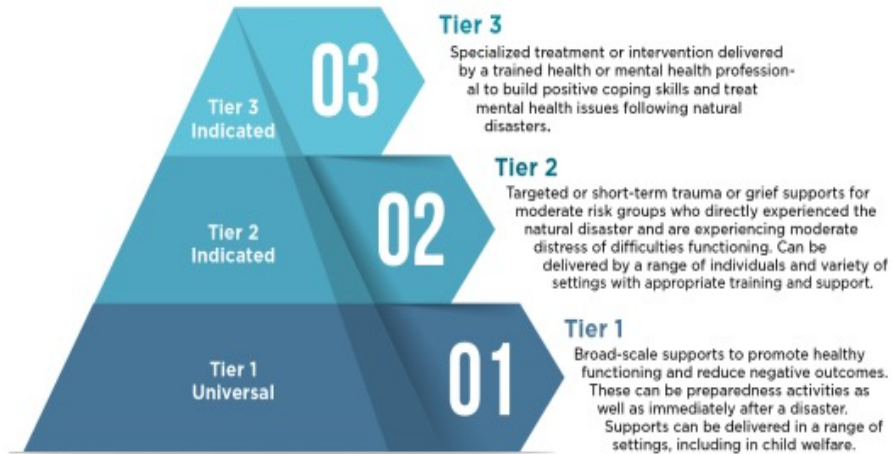 Tier 3
Specialized treatment or intervention delivered
by a trained health or mental health profession-
al to build positive coping skills and treat
mental health issues following natural
disasters.
03
Tier 3
Indicated
Tier 2
Targeted or short-term trauma or grief supports for
moderate risk groups who directly experienced the
natural disaster and are experiencing moderate
distress of difficulties functioning. Can be
delivered by a range of individuals and variety of
settings with appropriate training and support.
02
Tier 2
Indicated
Tier 1
Broad-scale supports to promote healthy
functioning and reduce negative outcomes.
These can be preparedness activities as
well as immediately after a disaster.
Supports can be delivered in a range of
settings, including in child welfare.
01
Tier 1
Universal